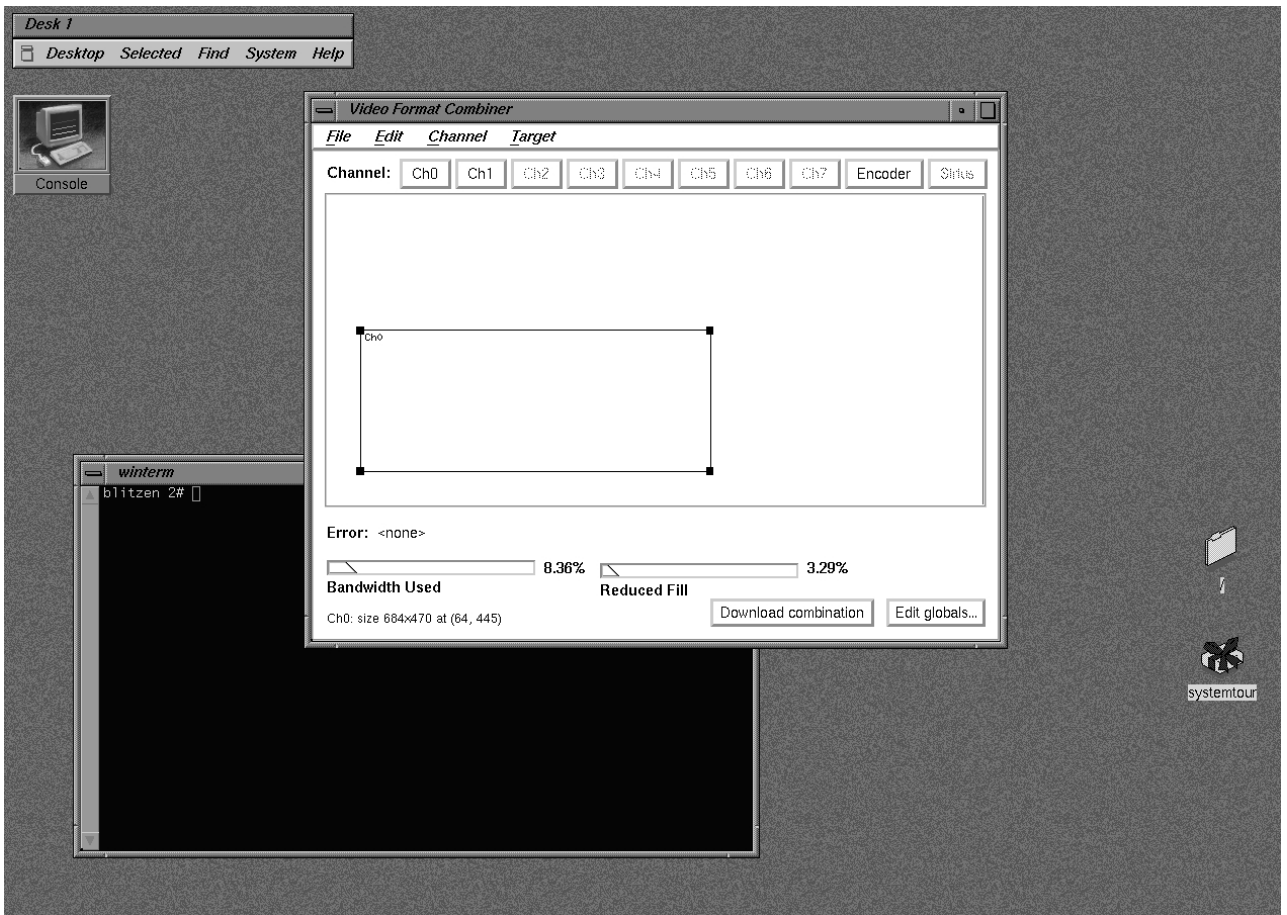 Desk 1
Desktop Selected Find System Help
Console
Video Format Combiner
File Edit Channel Target
Channel: Ch0 Ch1 Ch2 Ch3 Ch4 Ch5 Ch6 Ch7 Encoder Sirius
Ch0
winterm
blitzen 2#
Error: <none>
8.36% 3.29%
Bandwidth Used Reduced Fill
Ch0: size 684x470 at (64, 445)
Download combination Edit globals...
/
systemtour